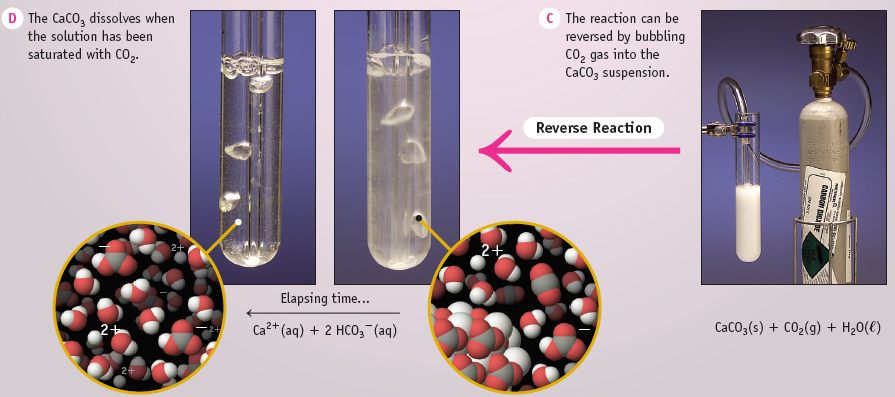 D The CaCO₃ dissolves when
the solution has been
saturated with CO₂.
C The reaction can be
reversed by bubbling
CO₂ gas into the
CaCO₃ suspension.
Reverse Reaction
CARBON DIOXIDE
−
2+
−
2+
−
2+
2+
2+
−
Elapsing time...
Ca²⁺(aq) + 2 HCO₃⁻(aq)
CaCO₃(s) + CO₂(g) + H₂O(ℓ)